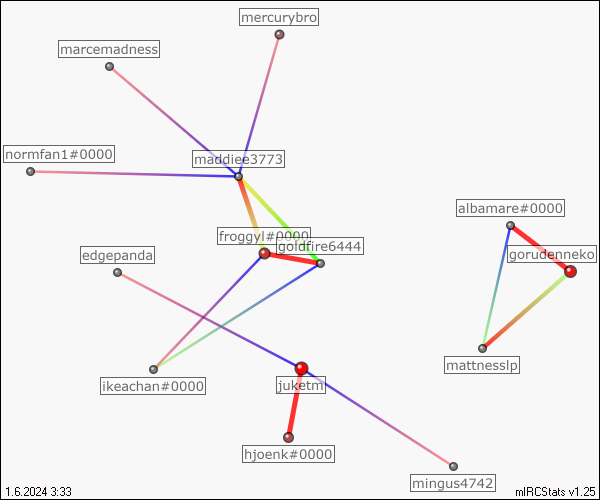 mercurybro
marcemadness
normfan1#0000
maddiee3773
albamare#0000
froggyl#0000
goldfire6444
edgepanda
gorudenneko
mattnesslp
ikeachan#0000
juketm
hjoenk#0000
mingus4742
1.6.2024 3:33
mIRCStats v1.25